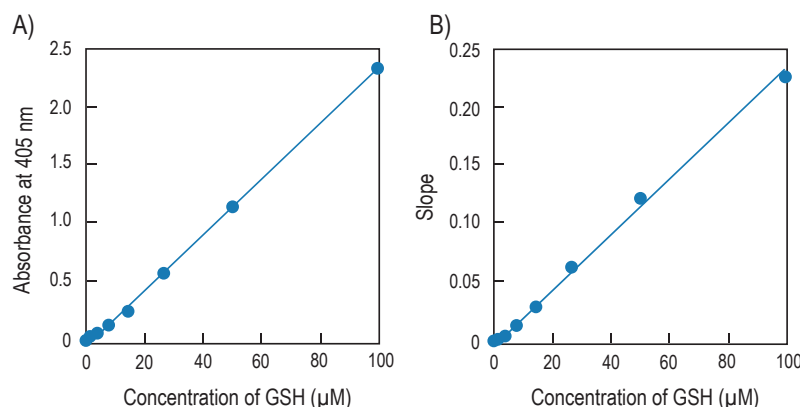 A)
Absorbance at 405 nm
2.5
2.0
1.5
1.0
0.5
0
0 20 40 60 80 100
Concentration of GSH (µM)
B)
Slope
0.25
0.20
0.15
0.10
0.05
0
0 20 40 60 80 100
Concentration of GSH (µM)